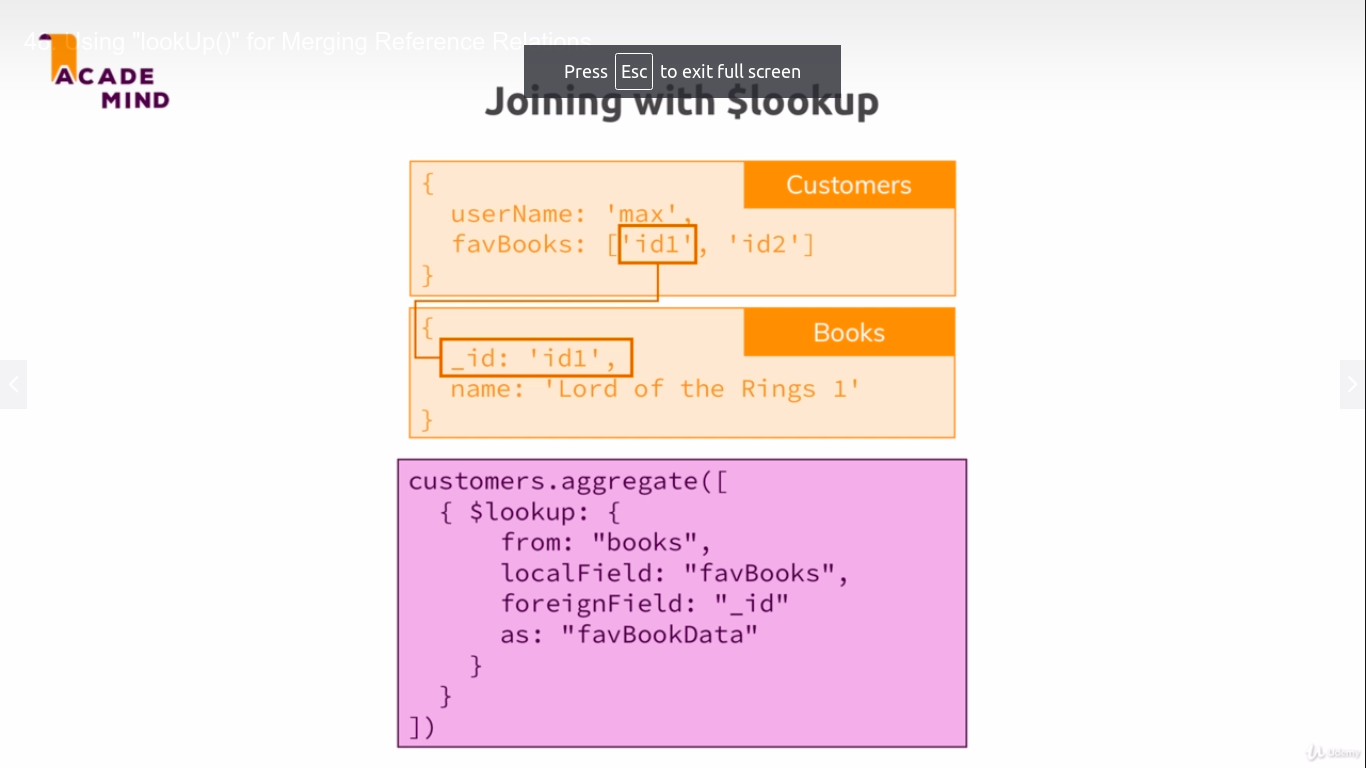 48. Using "lookUp()" for Merging Reference Relations
ACADE
MIND
Press Esc to exit full screen
Joining with $lookup
Customers
{
userName: 'max',
favBooks: ['id1', 'id2']
}
Books
{
_id: 'id1',
name: 'Lord of the Rings 1'
}
customers.aggregate([
{ $lookup: {
from: "books",
localField: "favBooks",
foreignField: "_id"
as: "favBookData"
}
}
])
Udemy